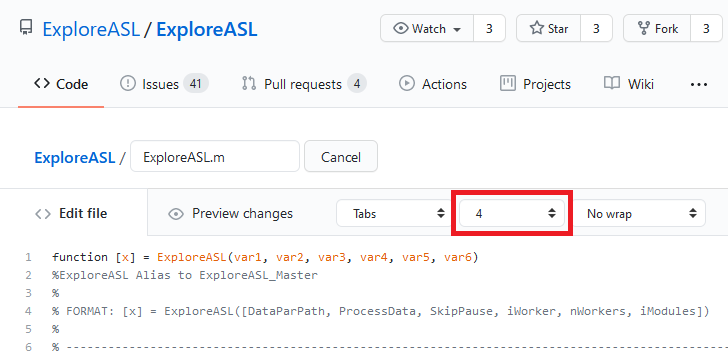 ExploreASL / ExploreASL Watch 3 Star 3 Fork 3
Code Issues 41 Pull requests 4 Actions Projects Wiki ...
ExploreASL / ExploreASL.m Cancel
Edit file Preview changes Tabs 4 No wrap
1 function [x] = ExploreASL(var1, var2, var3, var4, var5, var6)
2 %ExploreASL Alias to ExploreASL_Master
3 %
4 % FORMAT: [x] = ExploreASL([DataParPath, ProcessData, SkipPause, iWorker, nWorkers, iModules])
5 %
6 % -----------------------------------------------------------------------------------